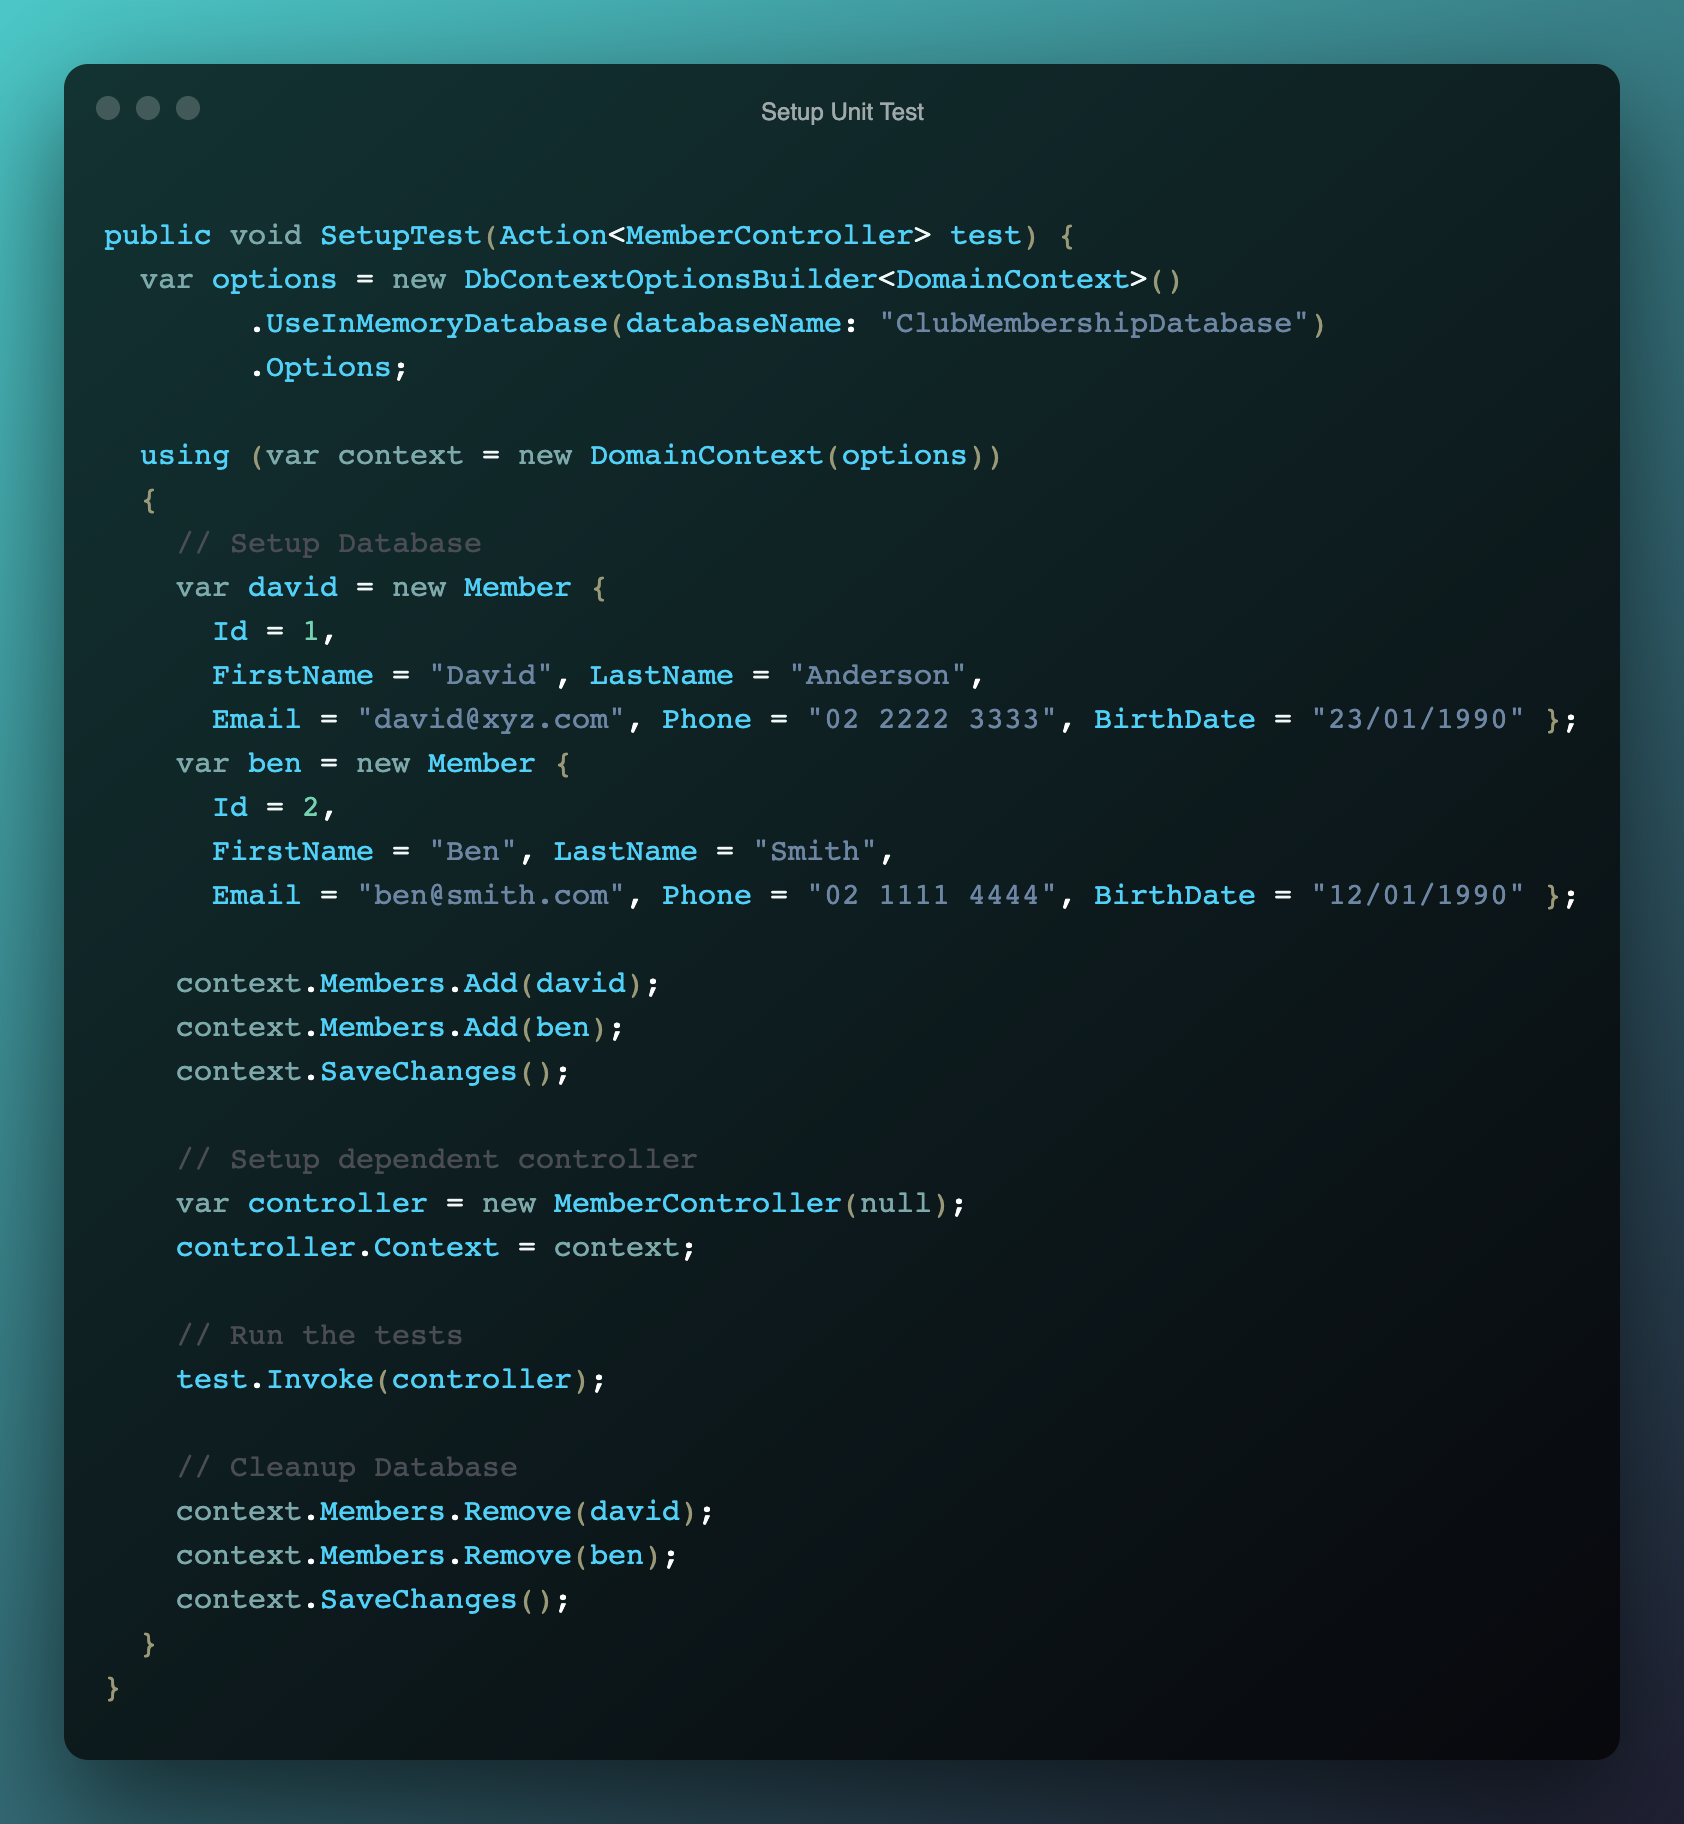 Setup Unit Test
public void SetupTest(Action<MemberController> test) {
  var options = new DbContextOptionsBuilder<DomainContext>()
        .UseInMemoryDatabase(databaseName: "ClubMembershipDatabase")
        .Options;

  using (var context = new DomainContext(options))
  {
    // Setup Database
    var david = new Member {
      Id = 1,
      FirstName = "David", LastName = "Anderson",
      Email = "david@xyz.com", Phone = "02 2222 3333", BirthDate = "23/01/1990" };
    var ben = new Member {
      Id = 2,
      FirstName = "Ben", LastName = "Smith",
      Email = "ben@smith.com", Phone = "02 1111 4444", BirthDate = "12/01/1990" };

    context.Members.Add(david);
    context.Members.Add(ben);
    context.SaveChanges();

    // Setup dependent controller
    var controller = new MemberController(null);
    controller.Context = context;

    // Run the tests
    test.Invoke(controller);

    // Cleanup Database
    context.Members.Remove(david);
    context.Members.Remove(ben);
    context.SaveChanges();
  }
}